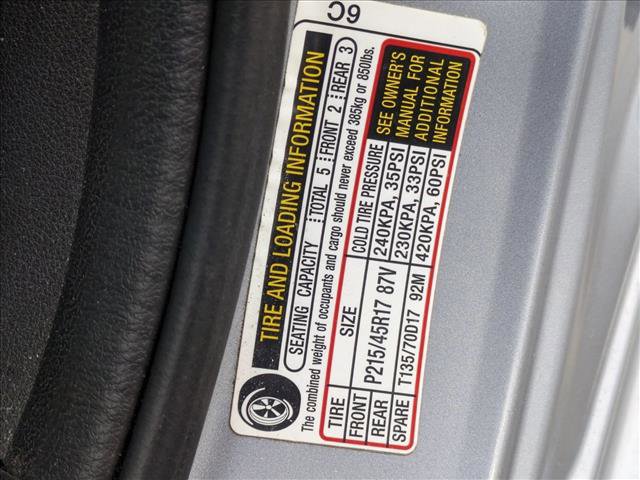 6C
TIRE AND LOADING INFORMATION
SEATING CAPACITY TOTAL 5 FRONT 2 REAR 3
The combined weight of occupants and cargo should never exceed 385kg or 850lbs.
TIRE SIZE COLD TIRE PRESSURE
FRONT P215/45R17 87V 240KPA, 35PSI
REAR 230KPA, 33PSI
SPARE T135/70D17 92M 420KPA, 60PSI
SEE OWNER'S
MANUAL FOR
ADDITIONAL
INFORMATION